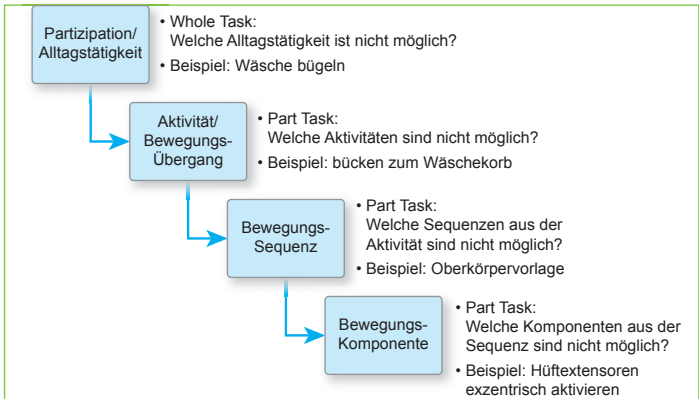 Partizipation/
Alltagstätigkeit
• Whole Task:
Welche Alltagstätigkeit ist nicht möglich?
• Beispiel: Wäsche bügeln
Aktivität/
Bewegungs-
Übergang
• Part Task:
Welche Aktivitäten sind nicht möglich?
• Beispiel: bücken zum Wäschekorb
Bewegungs-
Sequenz
• Part Task:
Welche Sequenzen aus der
Aktivität sind nicht möglich?
• Beispiel: Oberkörpervorlage
Bewegungs-
Komponente
• Part Task:
Welche Komponenten aus der
Sequenz sind nicht möglich?
• Beispiel: Hüftextensoren
exzentrisch aktivieren